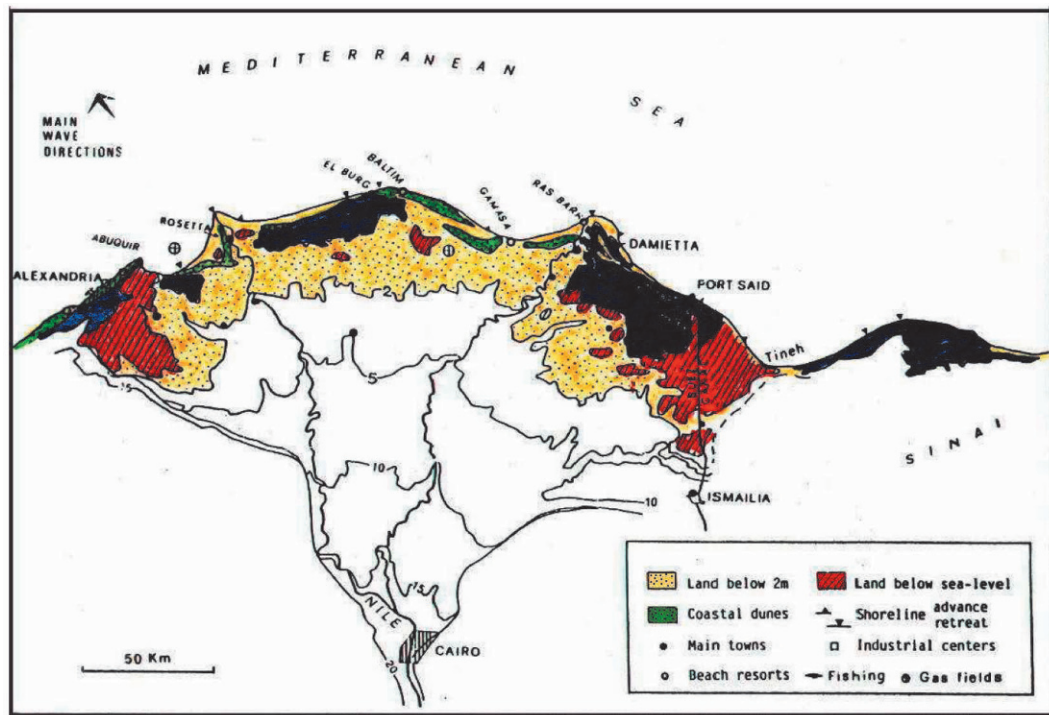 MEDITERRANEAN
SEA
MAIN
WAVE
DIRECTIONS
BALTIM
EL BURG
GAMASA
RAS BARR
ROSETTA
ABUQUIR
DAMIETTA
ALEXANDRIA
PORT SAID
2
0
Tineh
5
15
SINAI
10
10
ISMAILIA
15
NILE
CAIRO
20
50 Km
Land below 2m
Land below sea-level
Coastal dunes
Shoreline advance
retreat
Main towns
Industrial centers
Beach resorts
Fishing
Gas fields